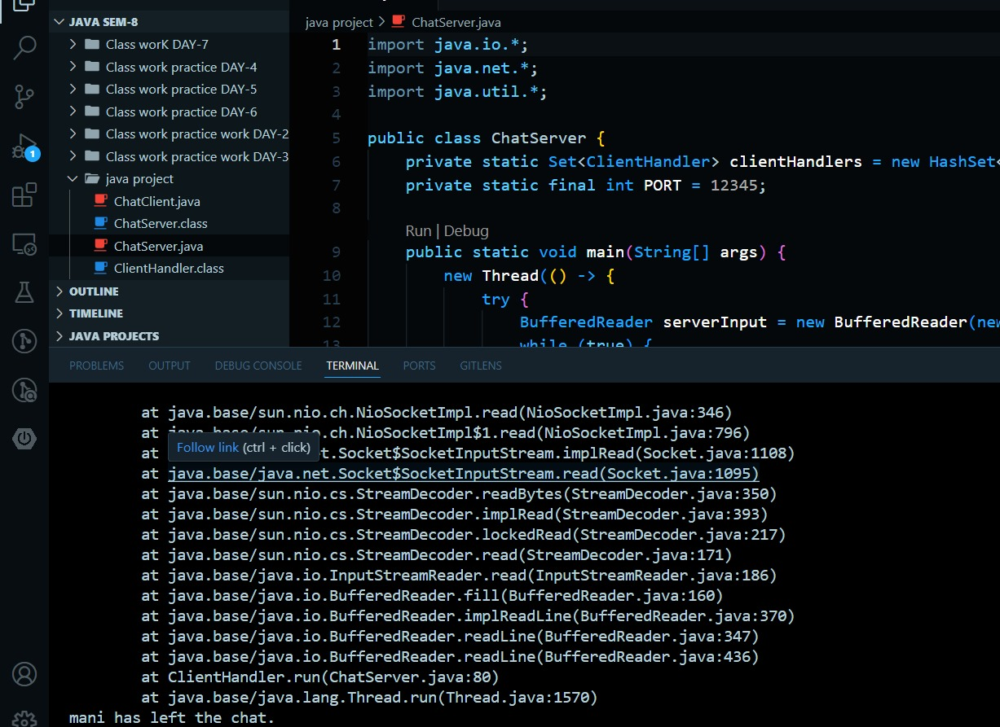 JAVA SEM-8
Class worK DAY-7
Class work practice DAY-4
Class work practice DAY-5
Class work practice DAY-6
Class work practice work DAY-2
Class work practice work DAY-3
java project
ChatClient.java
ChatServer.class
ChatServer.java
ClientHandler.class
OUTLINE
TIMELINE
JAVA PROJECTS
1
java project > ChatServer.java
1 import java.io.*;
2 import java.net.*;
3 import java.util.*;
4
5 public class ChatServer {
6 private static Set<ClientHandler> clientHandlers = new HashSet<
7 private static final int PORT = 12345;
8
Run | Debug
9 public static void main(String[] args) {
10 new Thread(() -> {
11 try {
12 BufferedReader serverInput = new BufferedReader(new
13 while (true) {
PROBLEMS OUTPUT DEBUG CONSOLE TERMINAL PORTS GITLENS
at java.base/sun.nio.ch.NioSocketImpl.read(NioSocketImpl.java:346)
at java.base/sun.nio.ch.NioSocketImpl$1.read(NioSocketImpl.java:796)
Follow link (ctrl + click)
at t.Socket$SocketInputStream.implRead(Socket.java:1108)
at java.base/java.net.Socket$SocketInputStream.read(Socket.java:1095)
at java.base/sun.nio.cs.StreamDecoder.readBytes(StreamDecoder.java:350)
at java.base/sun.nio.cs.StreamDecoder.implRead(StreamDecoder.java:393)
at java.base/sun.nio.cs.StreamDecoder.lockedRead(StreamDecoder.java:217)
at java.base/sun.nio.cs.StreamDecoder.read(StreamDecoder.java:171)
at java.base/java.io.InputStreamReader.read(InputStreamReader.java:186)
at java.base/java.io.BufferedReader.fill(BufferedReader.java:160)
at java.base/java.io.BufferedReader.implReadLine(BufferedReader.java:370)
at java.base/java.io.BufferedReader.readLine(BufferedReader.java:347)
at java.base/java.io.BufferedReader.readLine(BufferedReader.java:436)
at ClientHandler.run(ChatServer.java:80)
at java.base/java.lang.Thread.run(Thread.java:1570)
mani has left the chat.